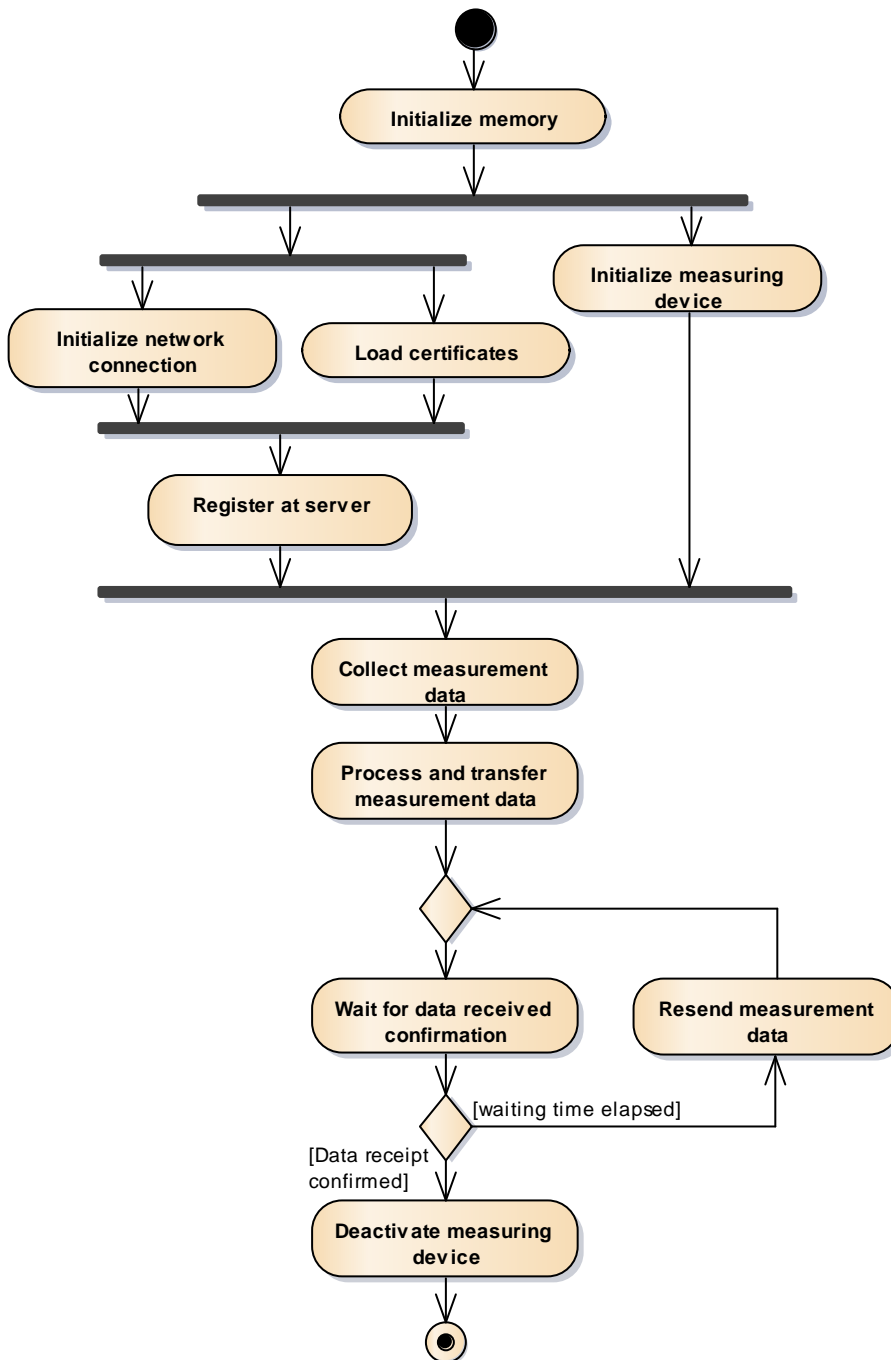 Initialize memory
Initialize measuring
device
Initialize network
connection
Load certificates
Register at server
Collect measurement
data
Process and transfer
measurement data
Wait for data received
confirmation
Resend measurement
data
[waiting time elapsed]
[Data receipt
confirmed]
Deactivate measuring
device